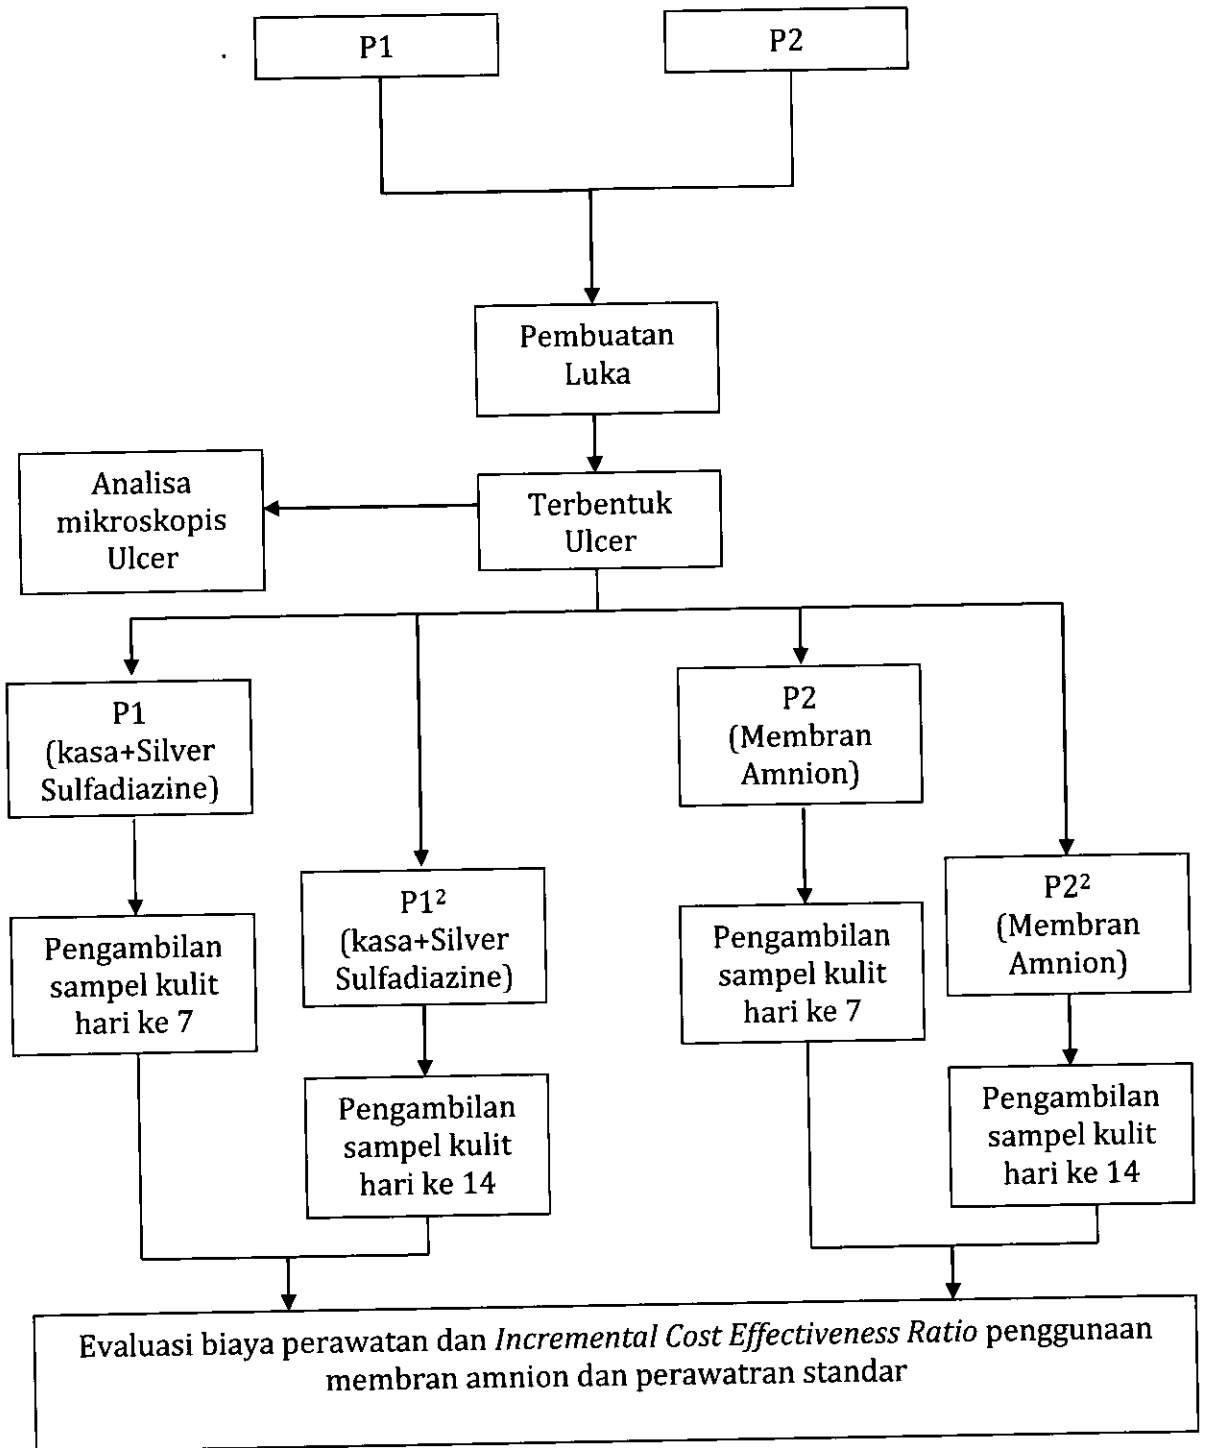 P1
P2
Pembuatan
Luka
Analisa
mikroskopis
Ulcer
Terbentuk
Ulcer
P1
(kasa+Silver
Sulfadiazine)
P1²
(kasa+Silver
Sulfadiazine)
P2
(Membran
Amnion)
P2²
(Membran
Amnion)
Pengambilan
sampel kulit
hari ke 7
Pengambilan
sampel kulit
hari ke 14
Pengambilan
sampel kulit
hari ke 7
Pengambilan
sampel kulit
hari ke 14
Evaluasi biaya perawatan dan Incremental Cost Effectiveness Ratio penggunaan
membran amnion dan perawatran standar